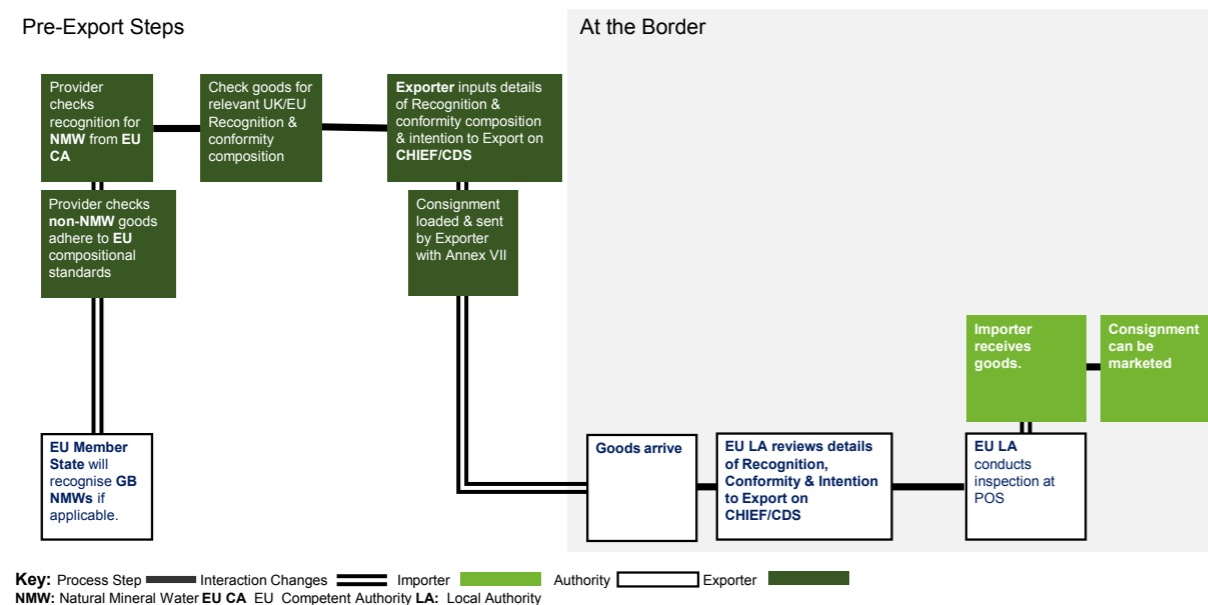 Pre-Export Steps
At the Border
Provider
checks
recognition for
NMW from EU
CA
Check goods for
relevant UK/EU
Recognition &
conformity
composition
Exporter inputs details
of Recognition &
conformity composition
& intention to Export on
CHIEF/CDS
Provider checks
non-NMW goods
adhere to EU
compositional
standards
Consignment
loaded & sent
by Exporter
with Annex VII
Importer
receives
goods.
Consignment
can be
marketed
EU Member
State will
recognise GB
NMWs if
applicable.
Goods arrive
EU LA reviews details
of Recognition,
Conformity & Intention
to Export on
CHIEF/CDS
EU LA
conducts
inspection at
POS
Key: Process Step Interaction Changes Importer Authority Exporter
NMW: Natural Mineral Water EU CA EU Competent Authority LA: Local Authority